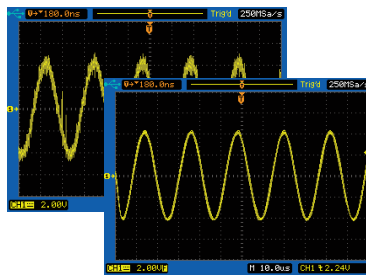 U→▼180.0ns Trig'd 250MSa/s
CH1 2.00V
U→▼180.0ns Trig'd 250MSa/s
CH1 2.00V M 10.0us CH1 2.24V